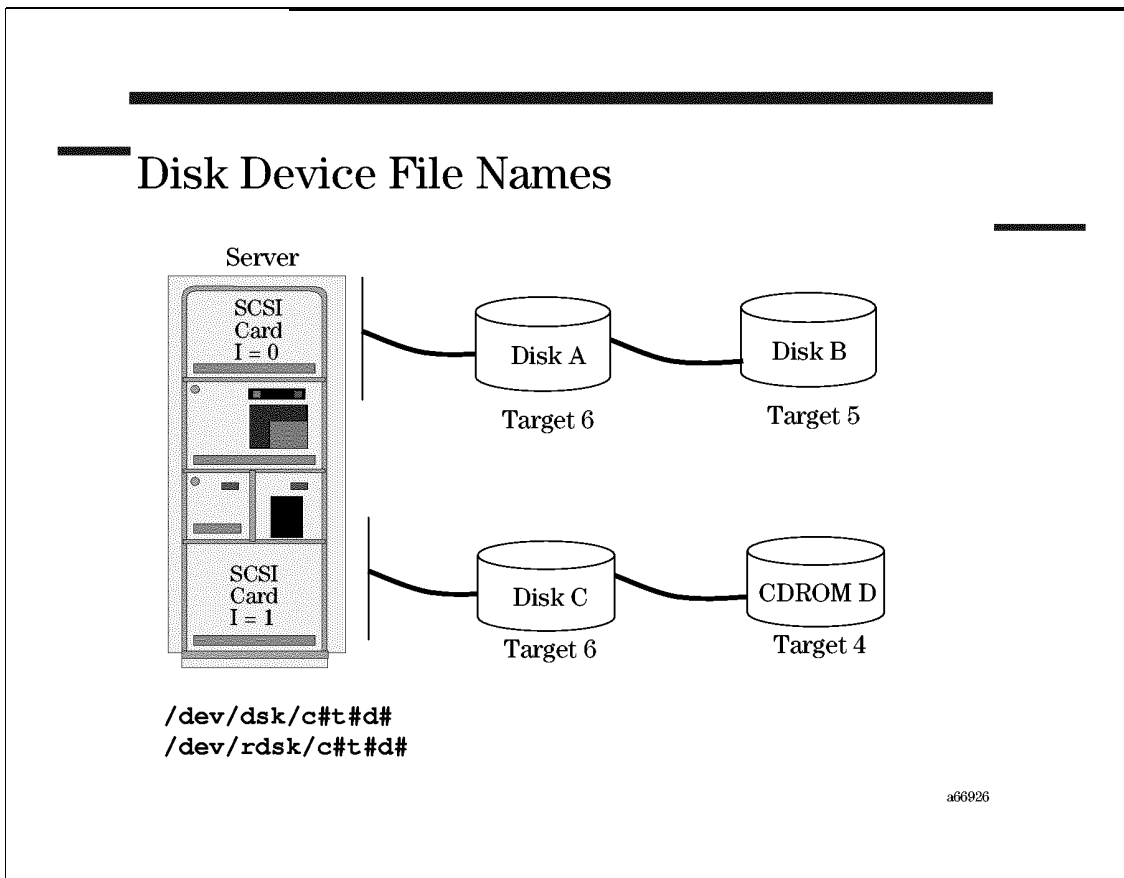 Disk Device File Names
Server
SCSI
Card
I = 0
Disk A
Disk B
Target 6
Target 5
SCSI
Card
I = 1
Disk C
CDROM D
Target 6
Target 4
/dev/dsk/c#t#d#
/dev/rdsk/c#t#d#
a66926